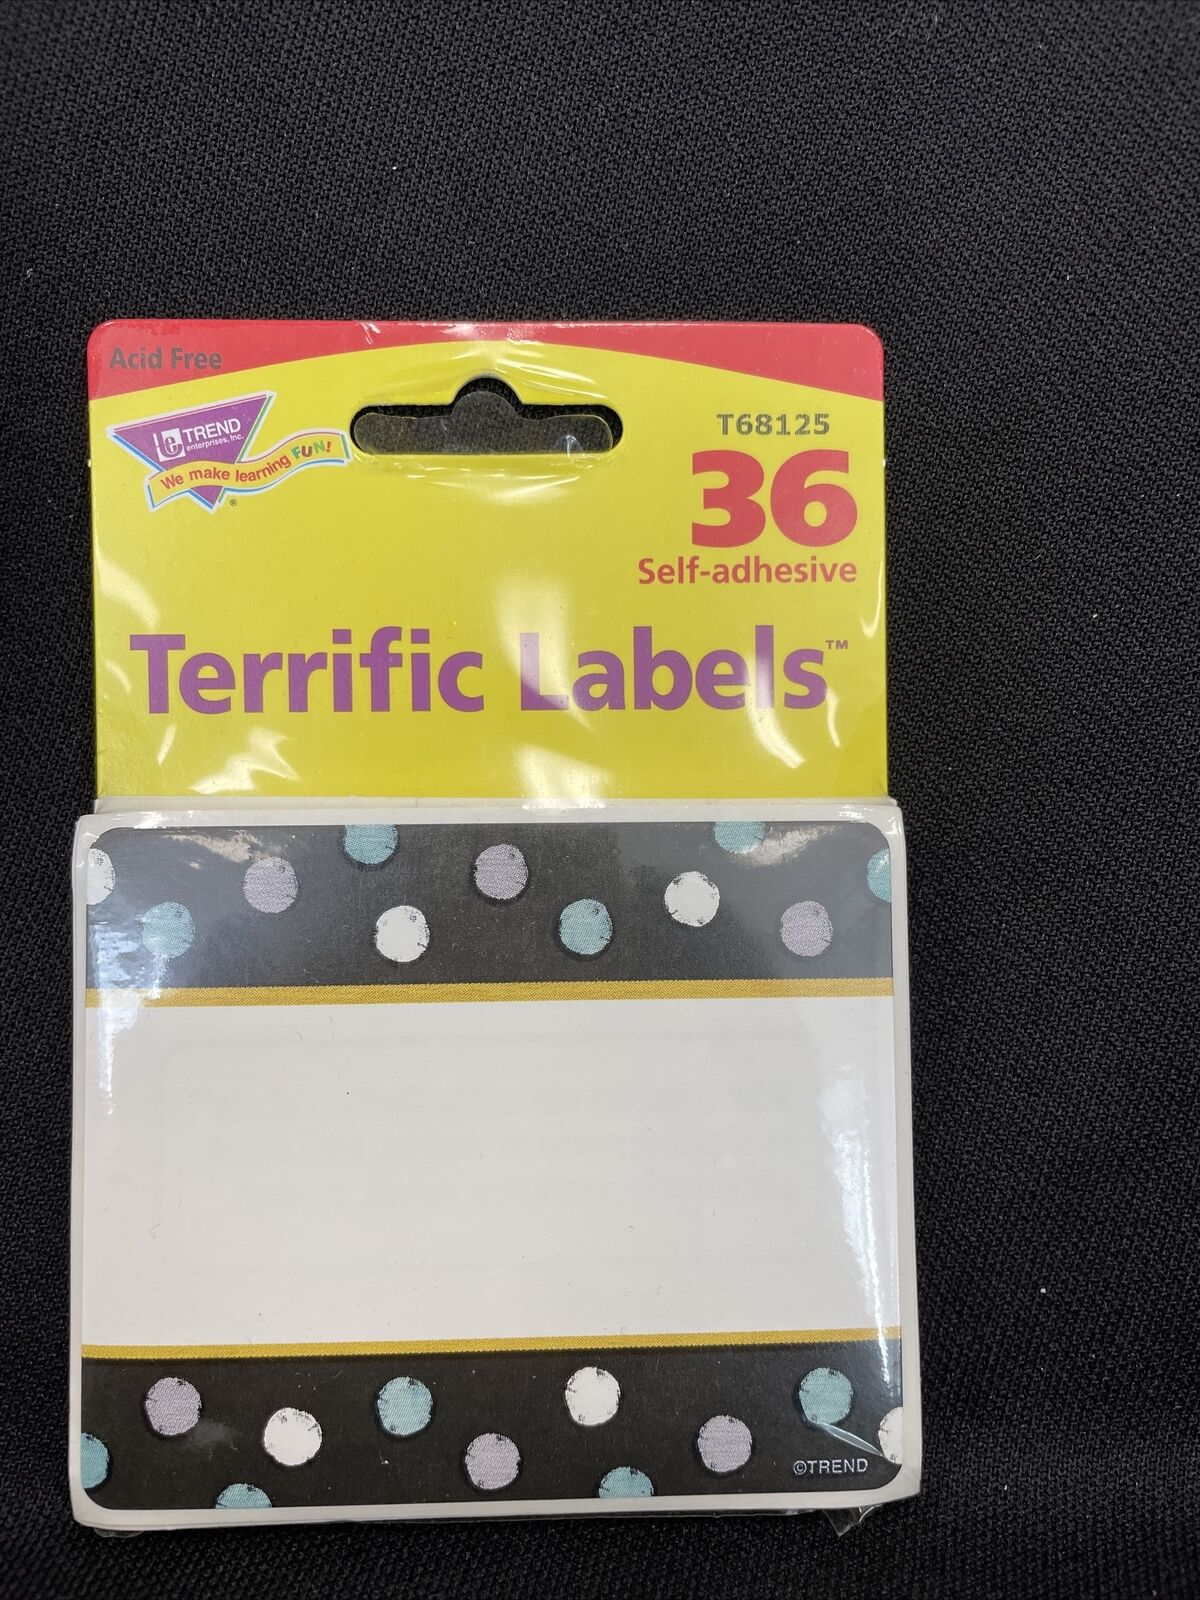 Acid Free
TREND
enterprises, Inc.
We make learning FUN!
®
T68125
36
Self-adhesive
Terrific Labels™
©TREND